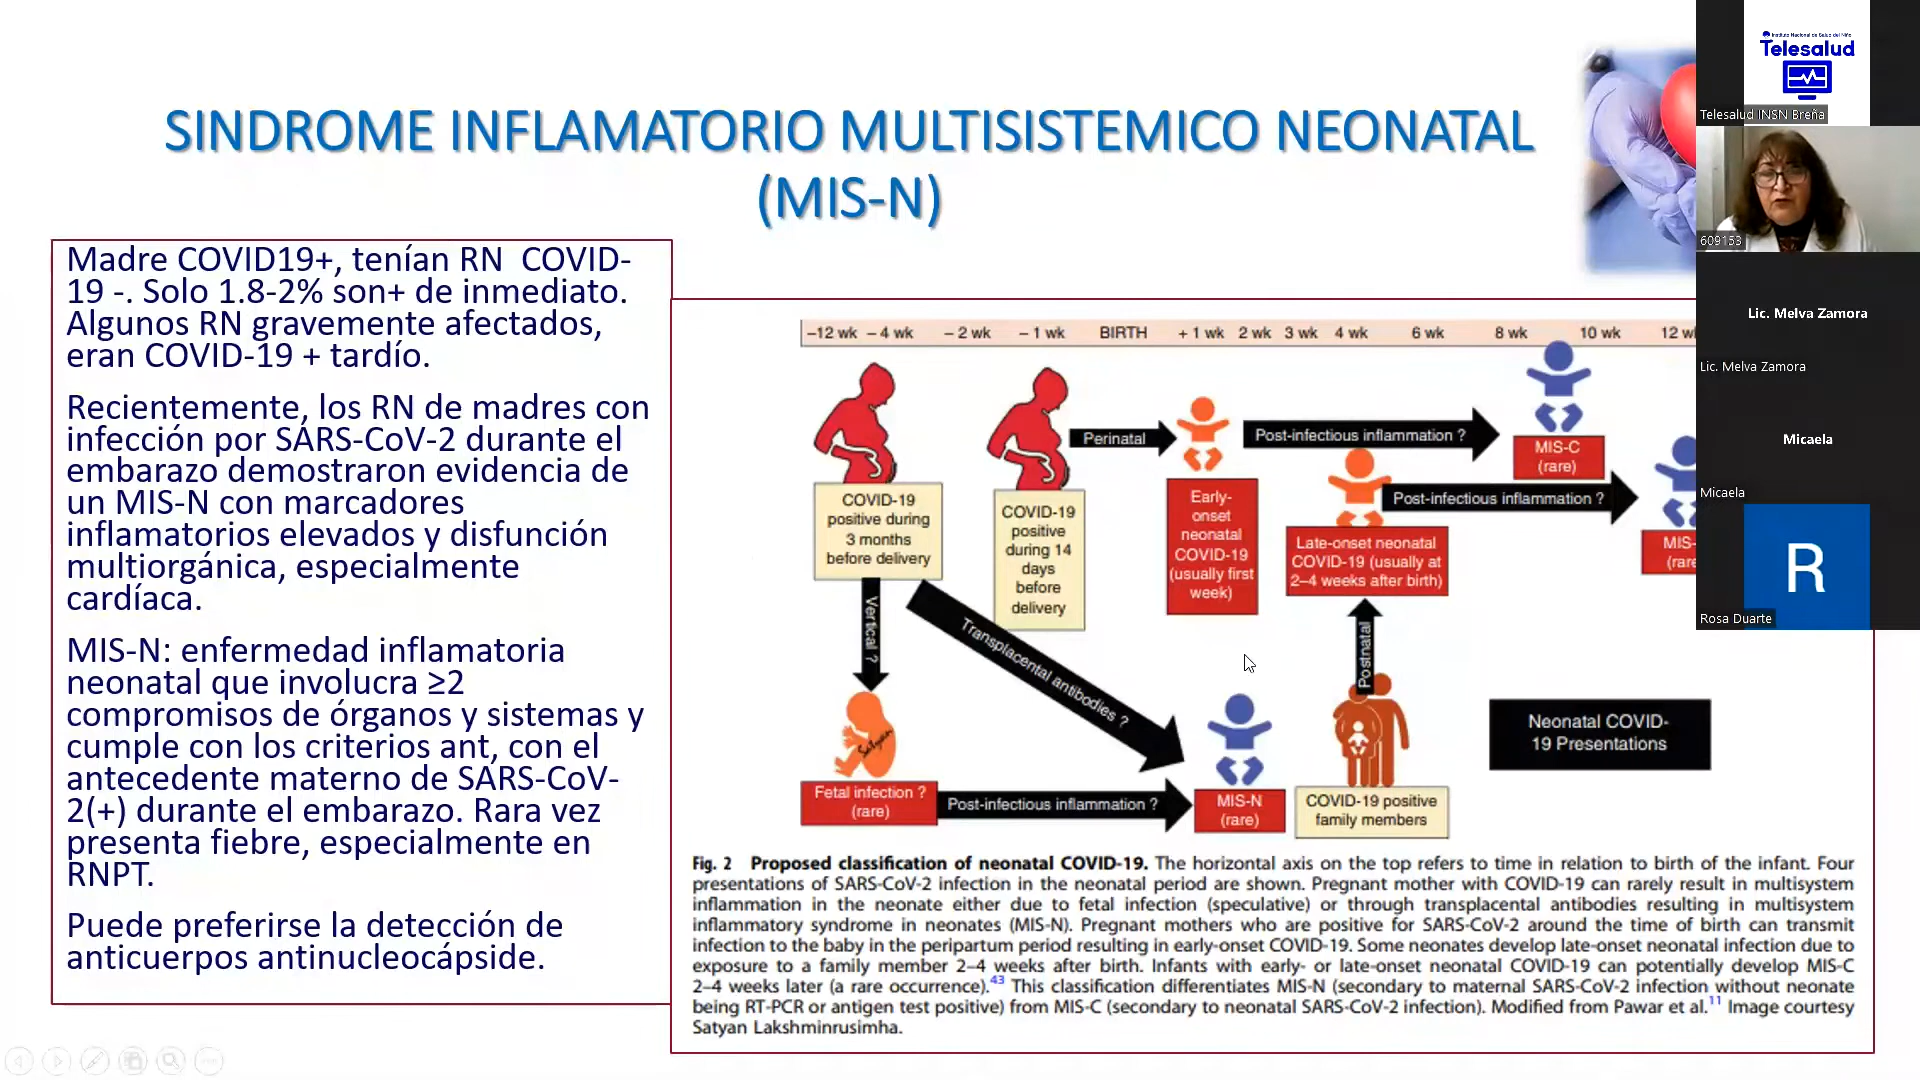 SINDROME INFLAMATORIO MULTISISTEMICO NEONATAL
(MIS-N)
Madre COVID19+, tenían RN COVID-
19 -. Solo 1.8-2% son+ de inmediato.
Algunos RN gravemente afectados,
eran COVID-19 + tardío.
Recientemente, los RN de madres con
infección por SARS-CoV-2 durante el
embarazo demostraron evidencia de
un MIS-N con marcadores
inflamatorios elevados y disfunción
multiorgánica, especialmente
cardíaca.
MIS-N: enfermedad inflamatoria
neonatal que involucra ≥2
compromisos de órganos y sistemas y
cumple con los criterios ant, con el
antecedente materno de SARS-CoV-
2(+) durante el embarazo. Rara vez
presenta fiebre, especialmente en
RNPT.
Puede preferirse la detección de
anticuerpos antinucleocápside.
−12 wk − 4 wk − 2 wk − 1 wk BIRTH + 1 wk 2 wk 3 wk 4 wk 6 wk 8 wk 10 wk 12 w
Perinatal
Post-infectious inflammation ?
MIS-C
(rare)
Post-infectious inflammation ?
MIS-
(rare
COVID-19
positive during
3 months
before delivery
COVID-19
positive
during 14
days
before
delivery
Early-
onset
neonatal
COVID-19
(usually first
week)
Late-onset neonatal
COVID-19 (usually at
2–4 weeks after birth)
Vertical ?
Transplacental antibodies ?
Postnatal
Satyan
Neonatal COVID-
19 Presentations
Fetal infection ?
(rare)
Post-infectious inflammation ?
MIS-N
(rare)
COVID-19 positive
family members
Fig. 2 Proposed classification of neonatal COVID-19. The horizontal axis on the top refers to time in relation to birth of the infant. Four
presentations of SARS-CoV-2 infection in the neonatal period are shown. Pregnant mother with COVID-19 can rarely result in multisystem
inflammation in the neonate either due to fetal infection (speculative) or through transplacental antibodies resulting in multisystem
inflammatory syndrome in neonates (MIS-N). Pregnant mothers who are positive for SARS-CoV-2 around the time of birth can transmit
infection to the baby in the peripartum period resulting in early-onset COVID-19. Some neonates develop late-onset neonatal infection due to
exposure to a family member 2–4 weeks after birth. Infants with early- or late-onset neonatal COVID-19 can potentially develop MIS-C
2–4 weeks later (a rare occurrence).43 This classification differentiates MIS-N (secondary to maternal SARS-CoV-2 infection without neonate
being RT-PCR or antigen test positive) from MIS-C (secondary to neonatal SARS-CoV-2 infection). Modified from Pawar et al.11 Image courtesy
Satyan Lakshminrusimha.
Instituto Nacional de Salud del Niño
Telesalud
Telesalud INSN Breña
609153
Lic. Melva Zamora
Lic. Melva Zamora
Micaela
Micaela
R
Rosa Duarte